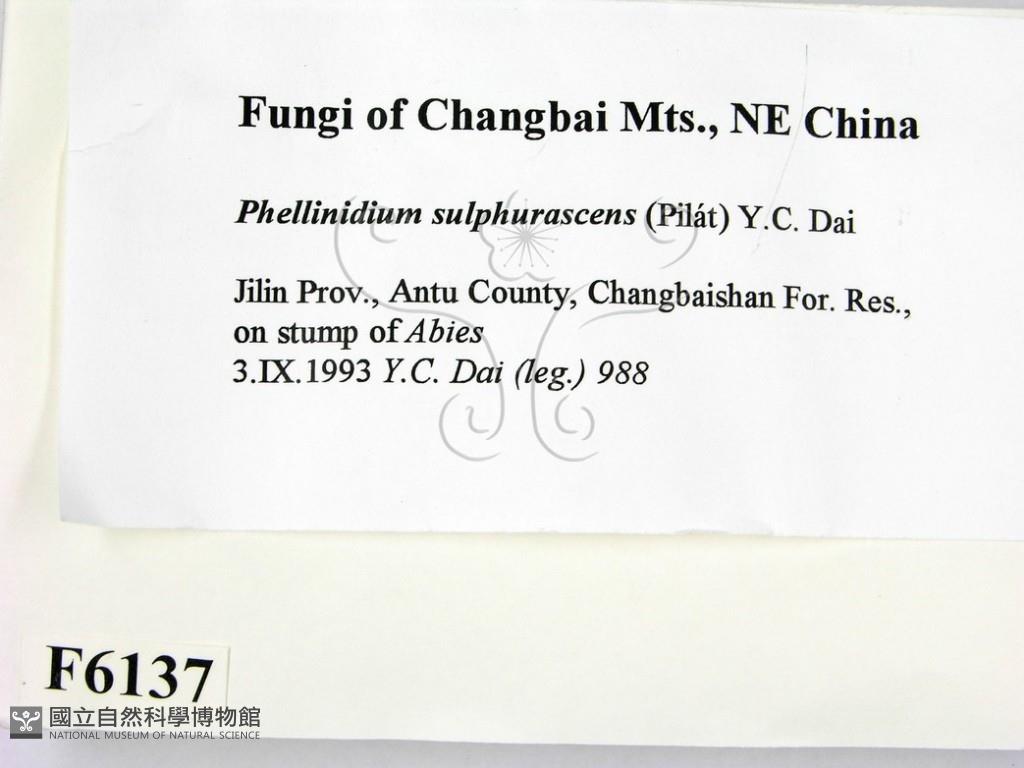 Fungi of Changbai Mts., NE China
Phellinidium sulphurascens (Pilát) Y.C. Dai
Jilin Prov., Antu County, Changbaishan For. Res.,
on stump of Abies
3.IX.1993 Y.C. Dai (leg.) 988
F6137
國立自然科學博物館
NATIONAL MUSEUM OF NATURAL SCIENCE